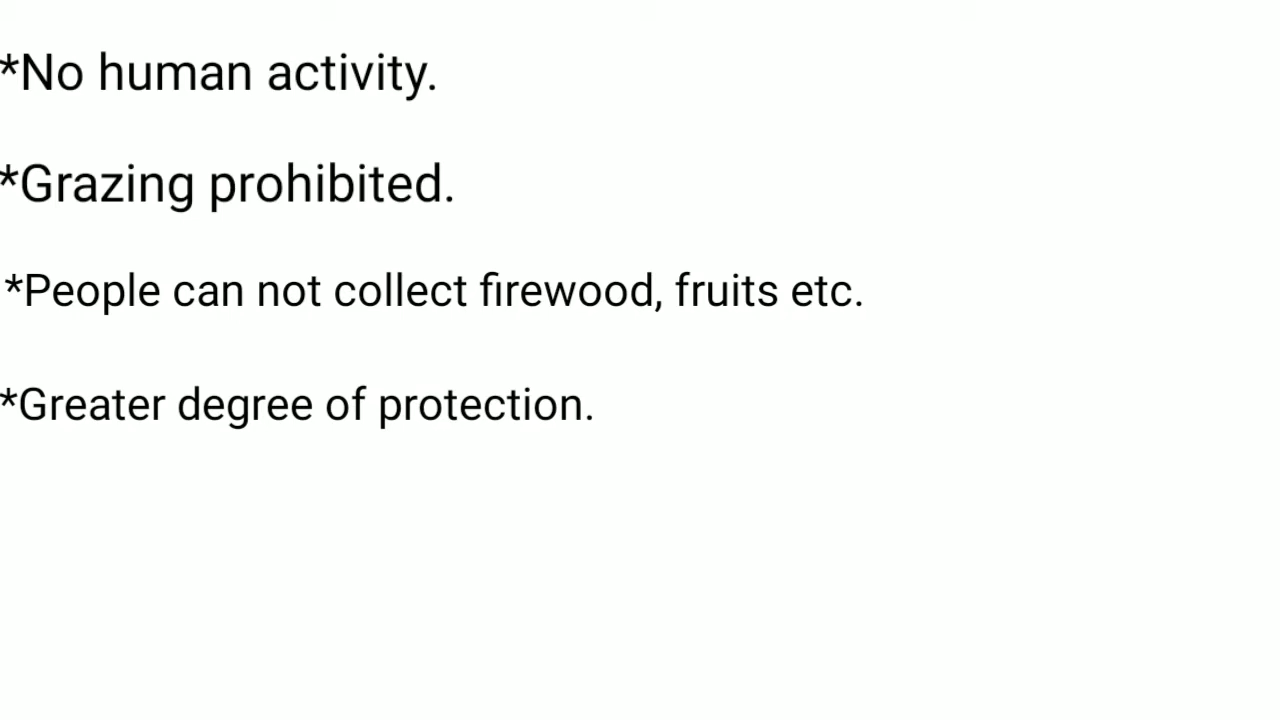 *No human activity.
*Grazing prohibited.
*People can not collect firewood, fruits etc.
*Greater degree of protection.